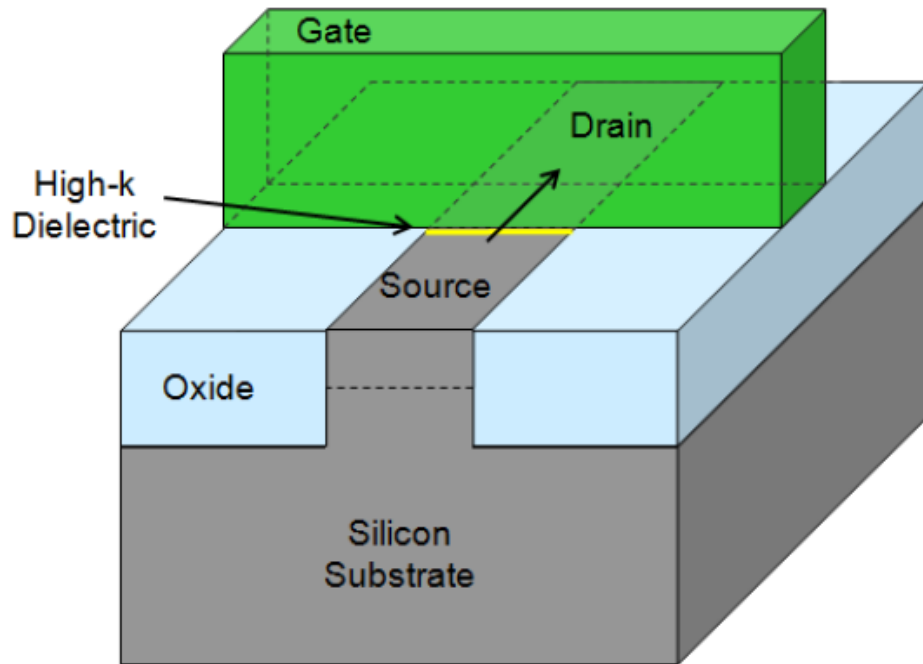 Gate
Drain
High-k
Dielectric
Source
Oxide
Silicon
Substrate